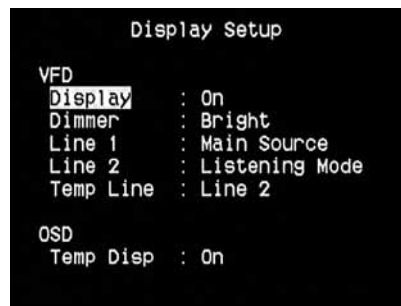 Display Setup
VFD
Display : On
Dimmer : Bright
Line 1 : Main Source
Line 2 : Listening Mode
Temp Line : Line 2
OSD
Temp Disp : On